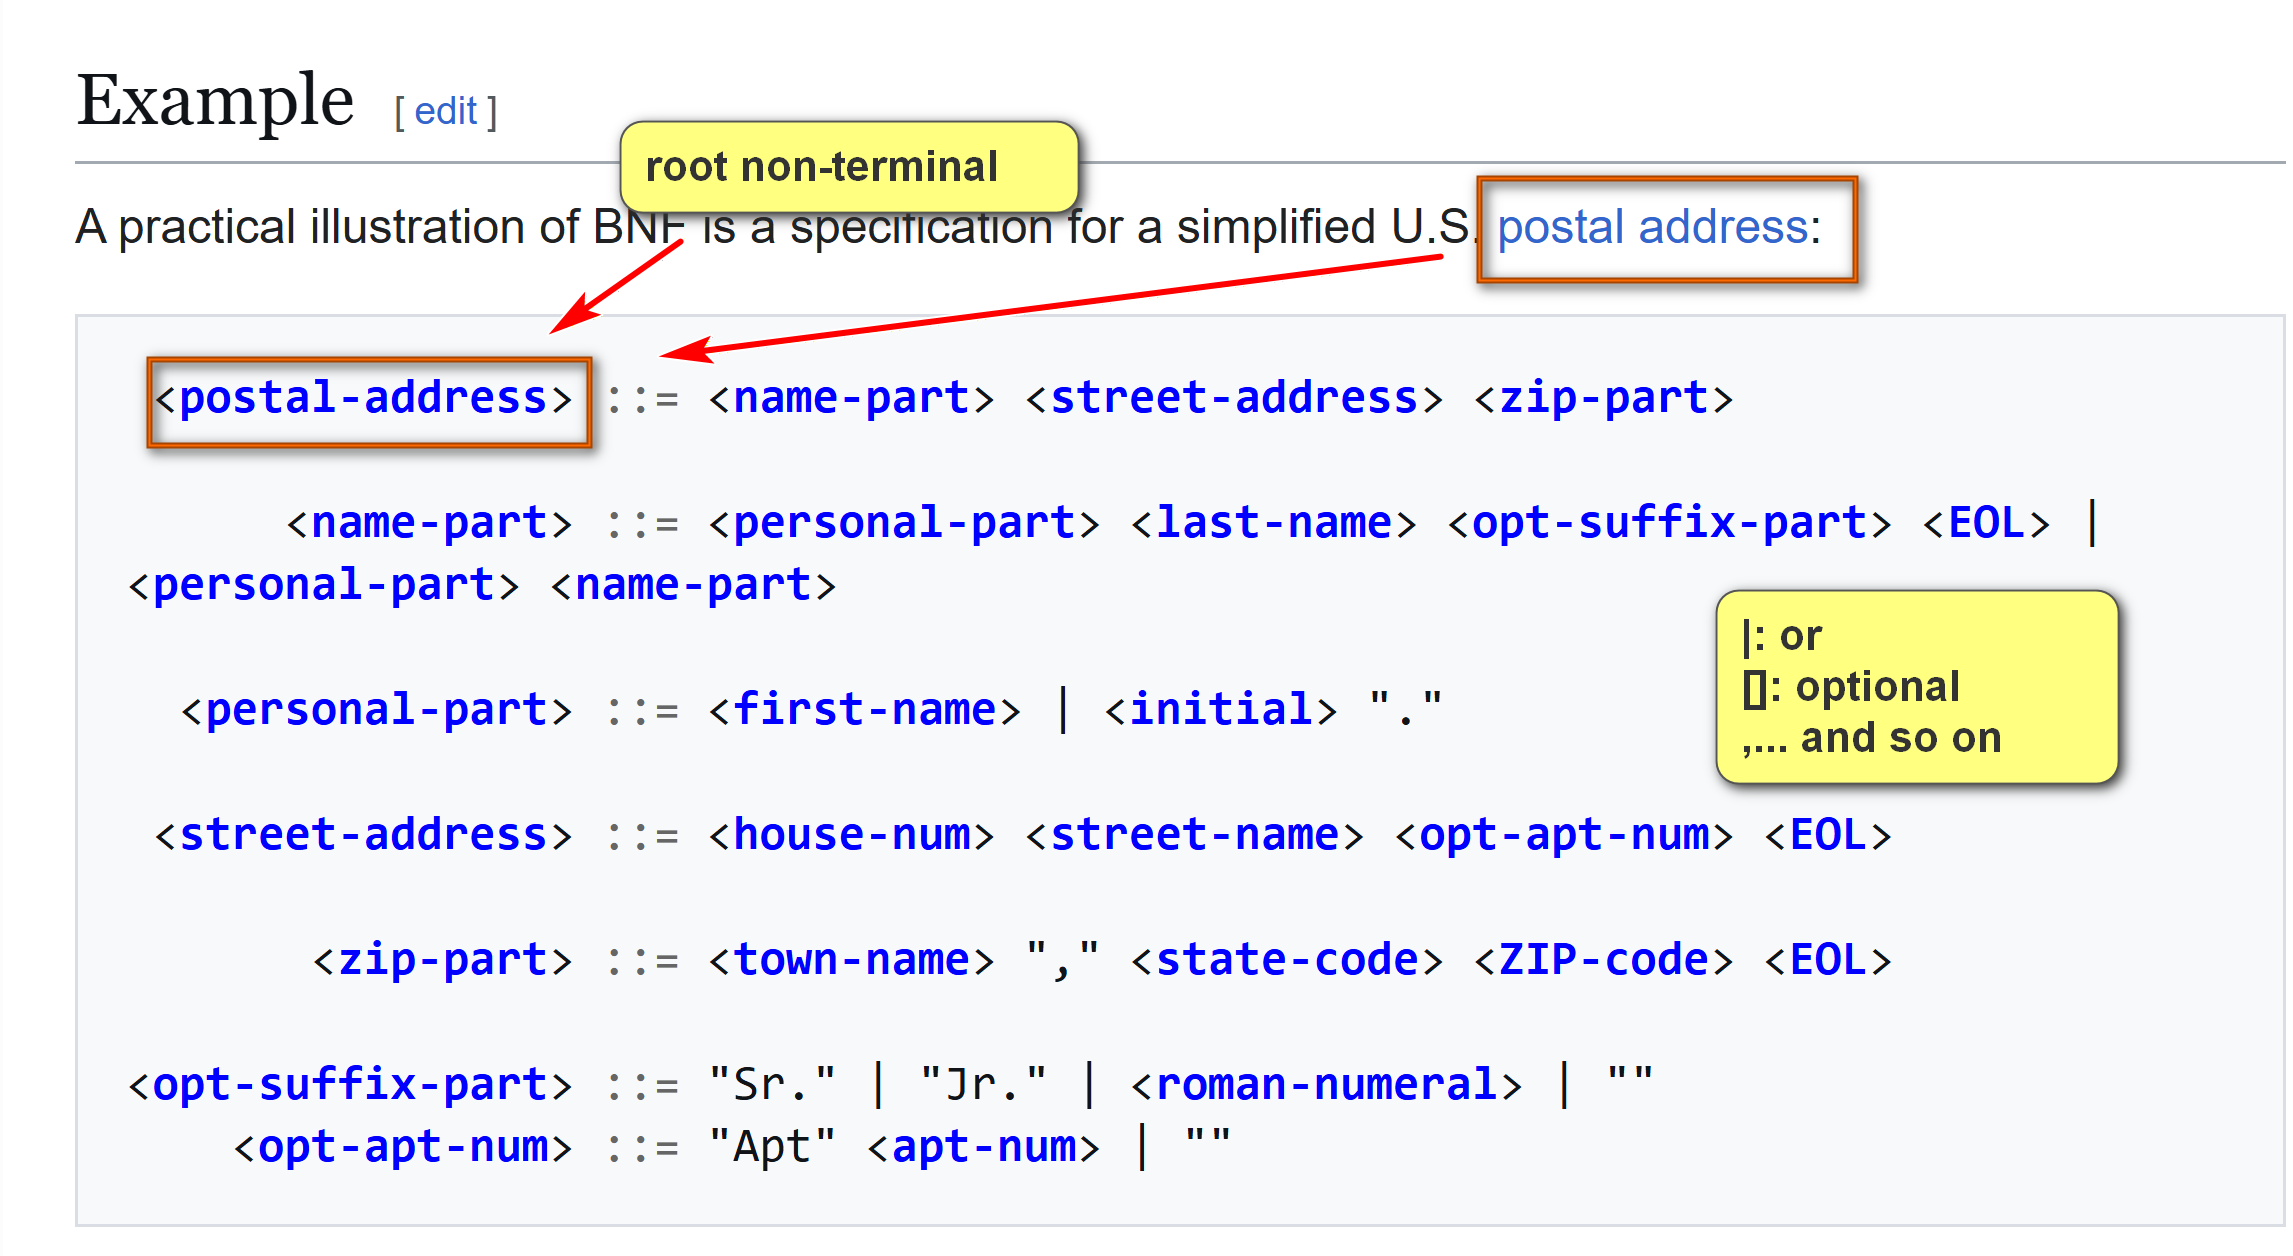 Example [ edit ]
root non-terminal
A practical illustration of BNF is a specification for a simplified U.S. postal address:
<postal-address> ::= <name-part> <street-address> <zip-part>
<name-part> ::= <personal-part> <last-name> <opt-suffix-part> <EOL> |
<personal-part> <name-part>
|: or
[]: optional
,... and so on
<personal-part> ::= <first-name> | <initial> "."
<street-address> ::= <house-num> <street-name> <opt-apt-num> <EOL>
<zip-part> ::= <town-name> "," <state-code> <ZIP-code> <EOL>
<opt-suffix-part> ::= "Sr." | "Jr." | <roman-numeral> | ""
<opt-apt-num> ::= "Apt" <apt-num> | ""